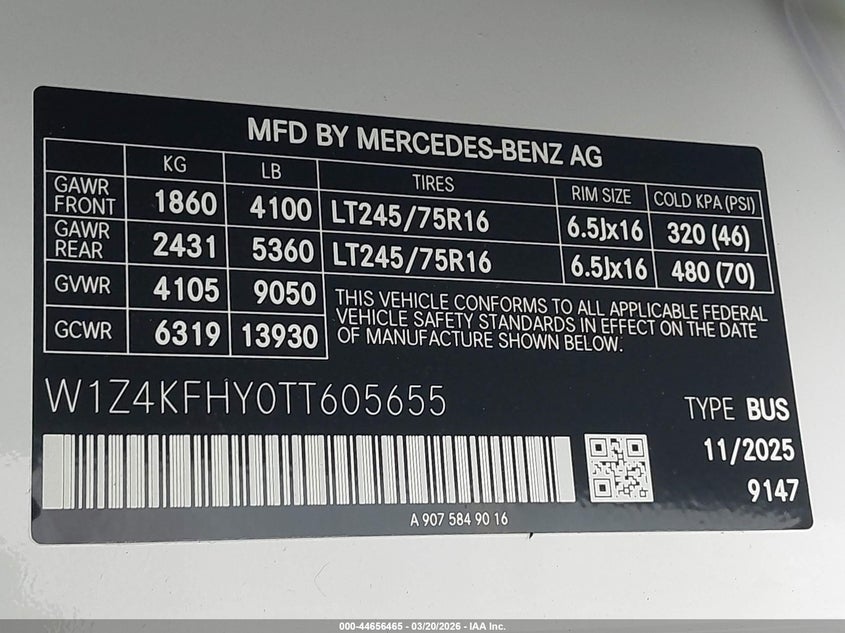 MFD BY MERCEDES-BENZ AG
KG LB TIRES RIM SIZE COLD KPA (PSI)
GAWR FRONT 1860 4100 LT245/75R16 6.5Jx16 320 (46)
GAWR REAR 2431 5360 LT245/75R16 6.5Jx16 480 (70)
GVWR 4105 9050
GCWR 6319 13930
THIS VEHICLE CONFORMS TO ALL APPLICABLE FEDERAL
VEHICLE SAFETY STANDARDS IN EFFECT ON THE DATE
OF MANUFACTURE SHOWN BELOW.
W1Z4KFHY0TT605655
TYPE BUS
11/2025
9147
A 907 584 90 16
000-44656465 - 03/20/2026 - IAA Inc.